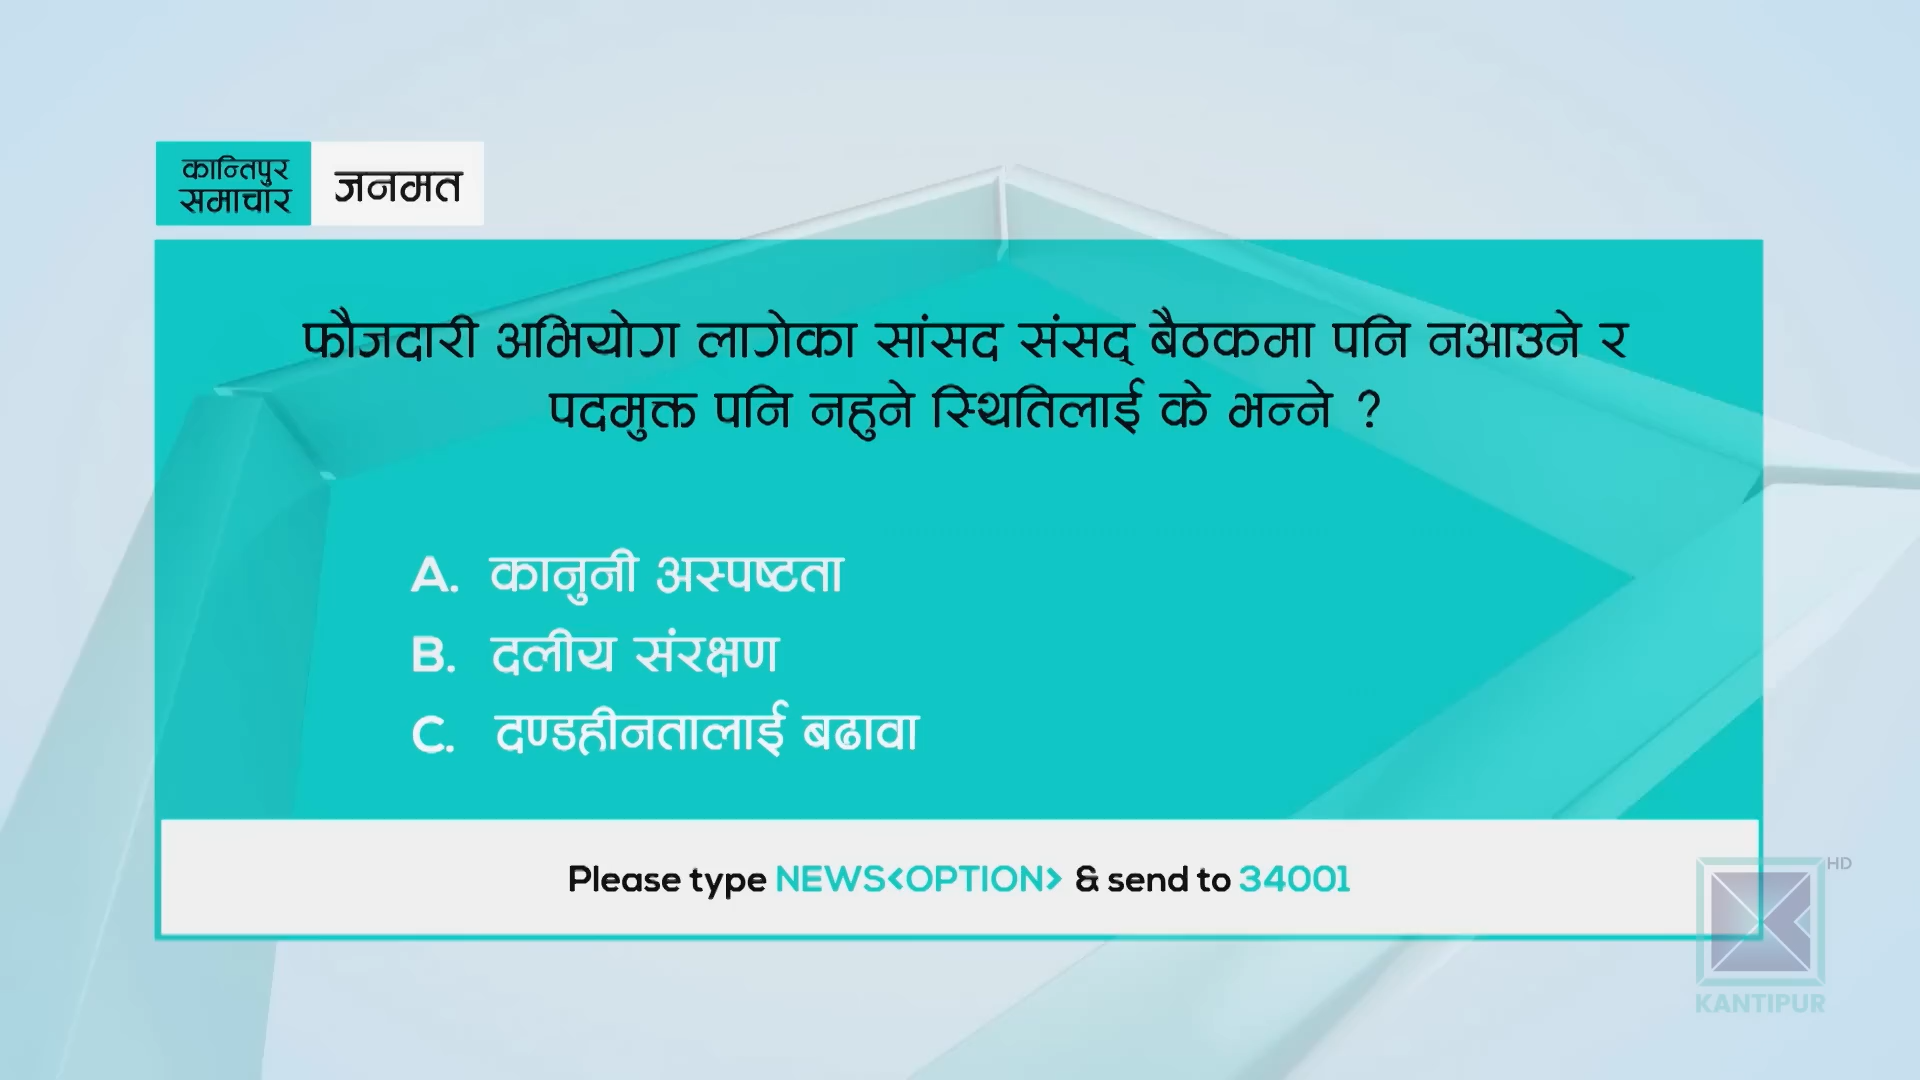 कान्तिपुर
समाचार
जनमत
फौजदारी अभियोग लागेका सांसद संसद् बैठकमा पनि नआउने र
पदमुक्त पनि नहुने स्थितिलाई के भन्ने ?
A. कानुनी अस्पष्टता
B. दलीय संरक्षण
C. दण्डहीनतालाई बढावा
Please type NEWS<OPTION> & send to 34001
HD
KANTIPUR